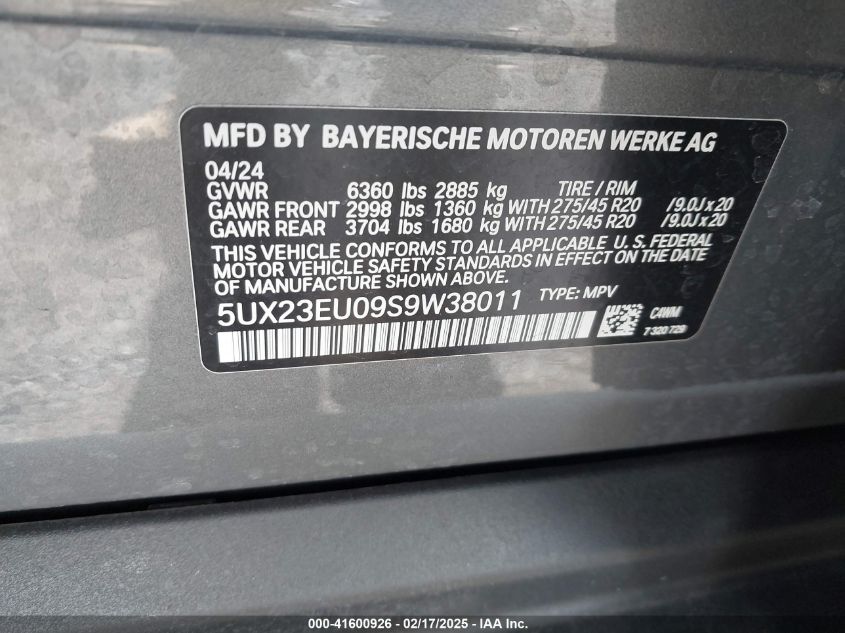 MFD BY BAYERISCHE MOTOREN WERKE AG
04/24
GVWR 6360 lbs 2885 kg TIRE / RIM
GAWR FRONT 2998 lbs 1360 kg WITH 275/45 R20 /9.0J x 20
GAWR REAR 3704 lbs 1680 kg WITH 275/45 R20 /9.0J x 20
THIS VEHICLE CONFORMS TO ALL APPLICABLE U. S. FEDERAL
MOTOR VEHICLE SAFETY STANDARDS IN EFFECT ON THE DATE
OF MANUFACTURE SHOWN ABOVE.
5UX23EU09S9W38011 TYPE: MPV
C4WM
7 320 729
000-41600926 - 02/17/2025 - IAA Inc.